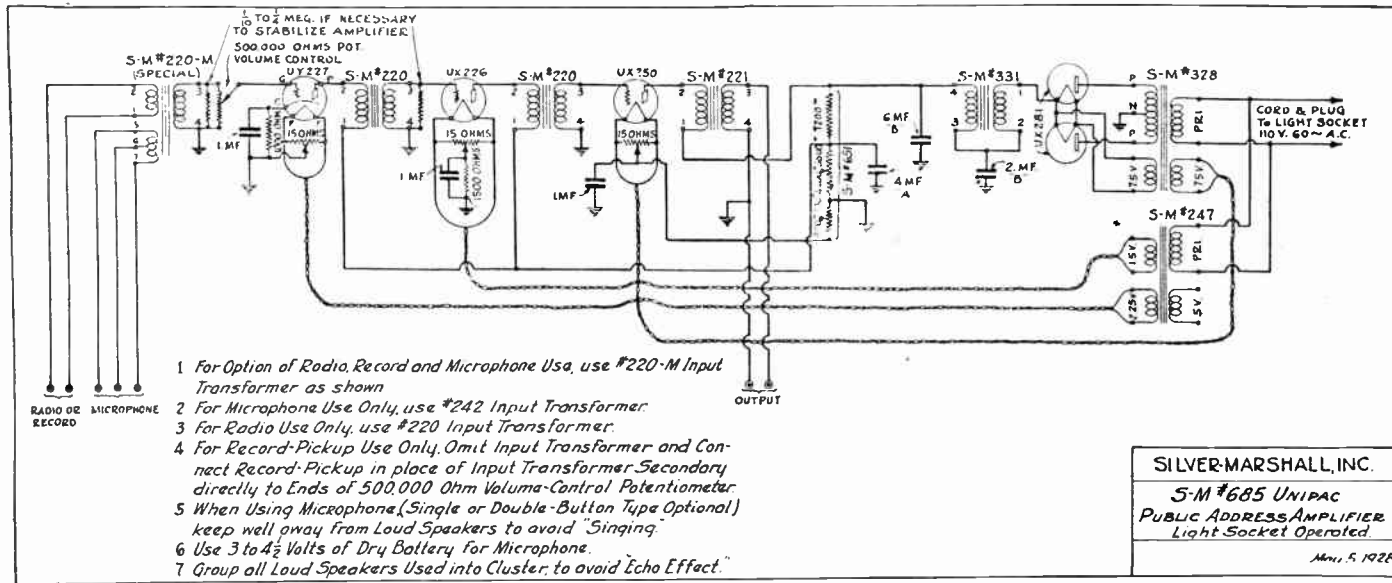 1/10 TO 1/4 MEG. IF NECESSARY
TO STABILIZE AMPLIFIER
500.000 OHMS POT.
VOLUME CONTROL
S-M #220-M
(SPECIAL)
UY227
S-M #220
UX226
S-M #220
UX250
S-M #221
S-M #331
UX281
S-M #328
CORD & PLUG
TO LIGHT SOCKET
110 V. 60~ A.C.
PRI
7.5V.
7.5V
S-M #247
1.5V.
PRI
2.25V
.5V.
15 OHMS
15 OHMS
15 OHMS
1500 OHMS
1 MF
1 MF
1MF
S-M #651
6 MF
"B"
4MF
A
2. MF
B
RADIO OR
RECORD
MICROPHONE
OUTPUT
1 For Option of Radio, Record and Microphone Use, use #220-M Input
Transformer as shown
2 For Microphone Use Only, use #242 Input Transformer.
3 For Radio Use Only, use #220 Input Transformer.
4 For Record-Pickup Use Only, Omit Input Transformer and Con-
nect Record-Pickup in place of Input Transformer Secondary
directly to Ends of 500,000 Ohm Volume-Control Potentiometer.
5 When Using Microphone (Single or Double-Button Type Optional)
keep well away from Loud Speakers to avoid "Singing."
6 Use 3 to 4 1/2 Volts of Dry Battery for Microphone.
7 Group all Loud Speakers Used into Cluster, to avoid "Echo Effect."
SILVER-MARSHALL, INC.
S-M #685 UNIPAC
PUBLIC ADDRESS AMPLIFIER
Light Socket Operated.
5 1928